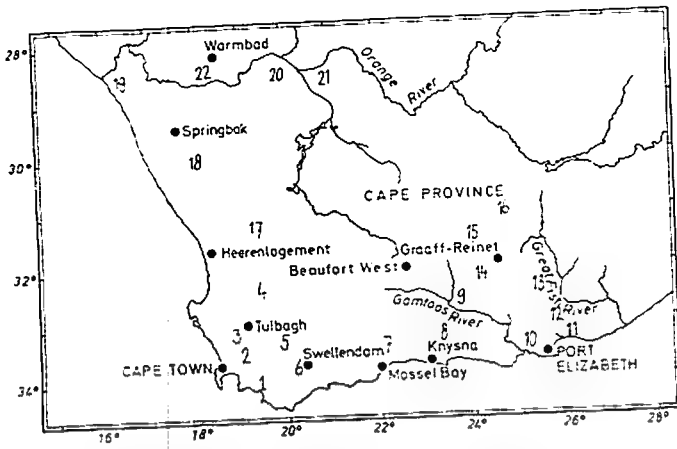 28°
Warmbad
22
19
20
21
Orange
River
Springbok
18
30°
CAPE PROVINCE
16
17
15
Heerenlogement
Graaff-Reinet
Beaufort West
14
Great Fish River
13
32°
4
9
Gamtoos River
12
3
Tulbagh
2
5
Swellendam
6
7
8
Knysna
10
11
CAPE TOWN
1
Mossel Bay
PORT
ELIZABETH
34°
16°
18°
20°
22°
24°
26°
28°